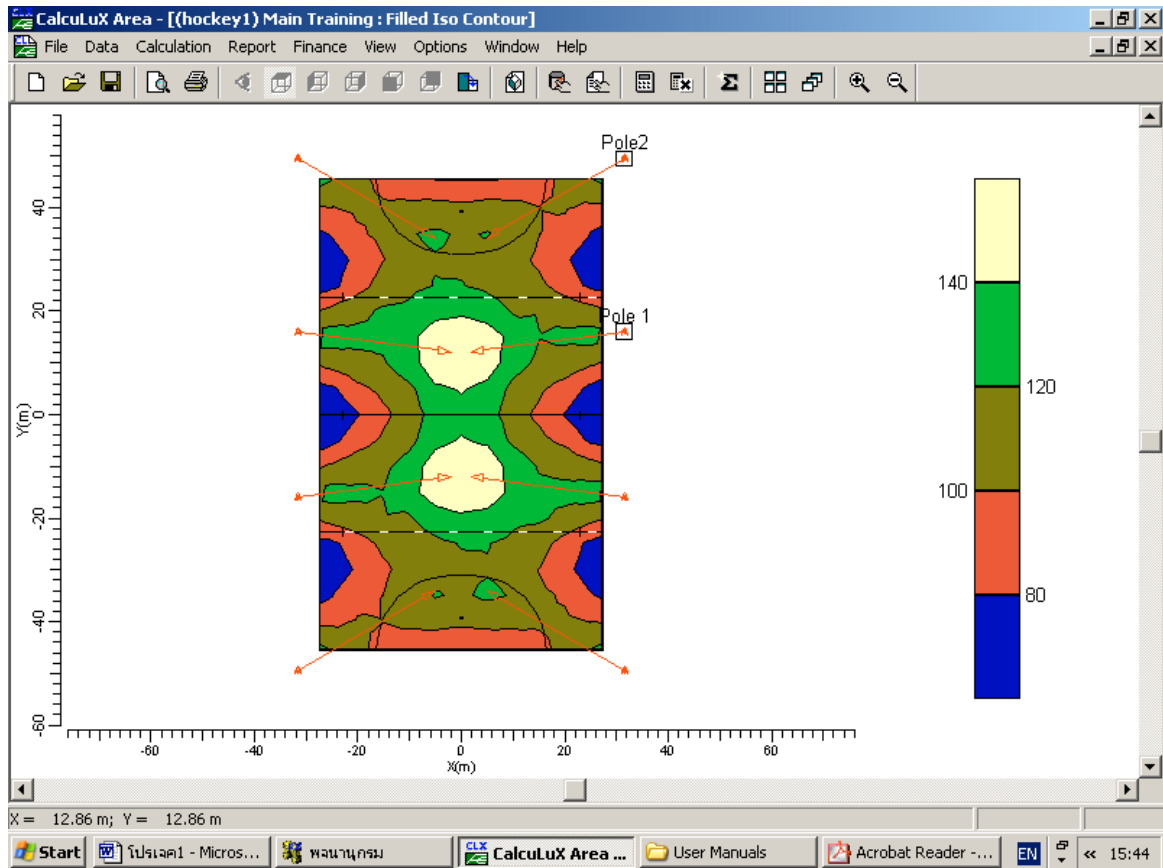 CalcuLuX Area - [(hockey1) Main Training : Filled Iso Contour]
File Data Calculation Report Finance View Options Window Help
Pole2
Pole 1
40
20
0
-20
-40
-60
Y(m)
-60 -40 -20 0 20 40 60
X(m)
140
120
100
80
X = 12.86 m; Y = 12.86 m
Start โปรเจค1 - Micros... พจนานุกรม CalcuLuX Area ... User Manuals Acrobat Reader -... EN « 15:44